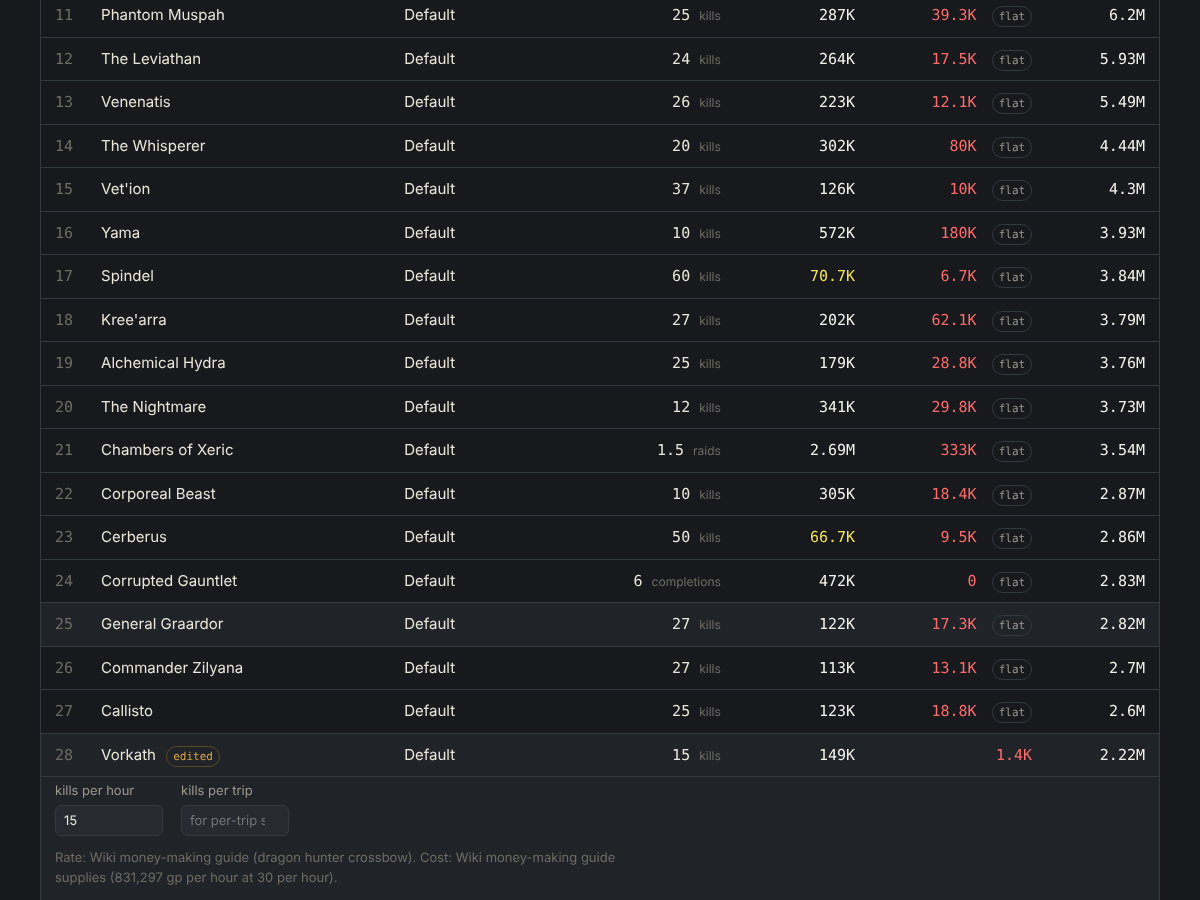 11 Phantom Muspah Default 25 kills 287K 39.3K flat 6.2M
12 The Leviathan Default 24 kills 264K 17.5K flat 5.93M
13 Venenatis Default 26 kills 223K 12.1K flat 5.49M
14 The Whisperer Default 20 kills 302K 80K flat 4.44M
15 Vet'ion Default 37 kills 126K 10K flat 4.3M
16 Yama Default 10 kills 572K 180K flat 3.93M
17 Spindel Default 60 kills 70.7K 6.7K flat 3.84M
18 Kree'arra Default 27 kills 202K 62.1K flat 3.79M
19 Alchemical Hydra Default 25 kills 179K 28.8K flat 3.76M
20 The Nightmare Default 12 kills 341K 29.8K flat 3.73M
21 Chambers of Xeric Default 1.5 raids 2.69M 333K flat 3.54M
22 Corporeal Beast Default 10 kills 305K 18.4K flat 2.87M
23 Cerberus Default 50 kills 66.7K 9.5K flat 2.86M
24 Corrupted Gauntlet Default 6 completions 472K 0 flat 2.83M
25 General Graardor Default 27 kills 122K 17.3K flat 2.82M
26 Commander Zilyana Default 27 kills 113K 13.1K flat 2.7M
27 Callisto Default 25 kills 123K 18.8K flat 2.6M
28 Vorkath edited Default 15 kills 149K 1.4K 2.22M
kills per hour kills per trip
15 for per-trip s
Rate: Wiki money-making guide (dragon hunter crossbow). Cost: Wiki money-making guide
supplies (831,297 gp per hour at 30 per hour).